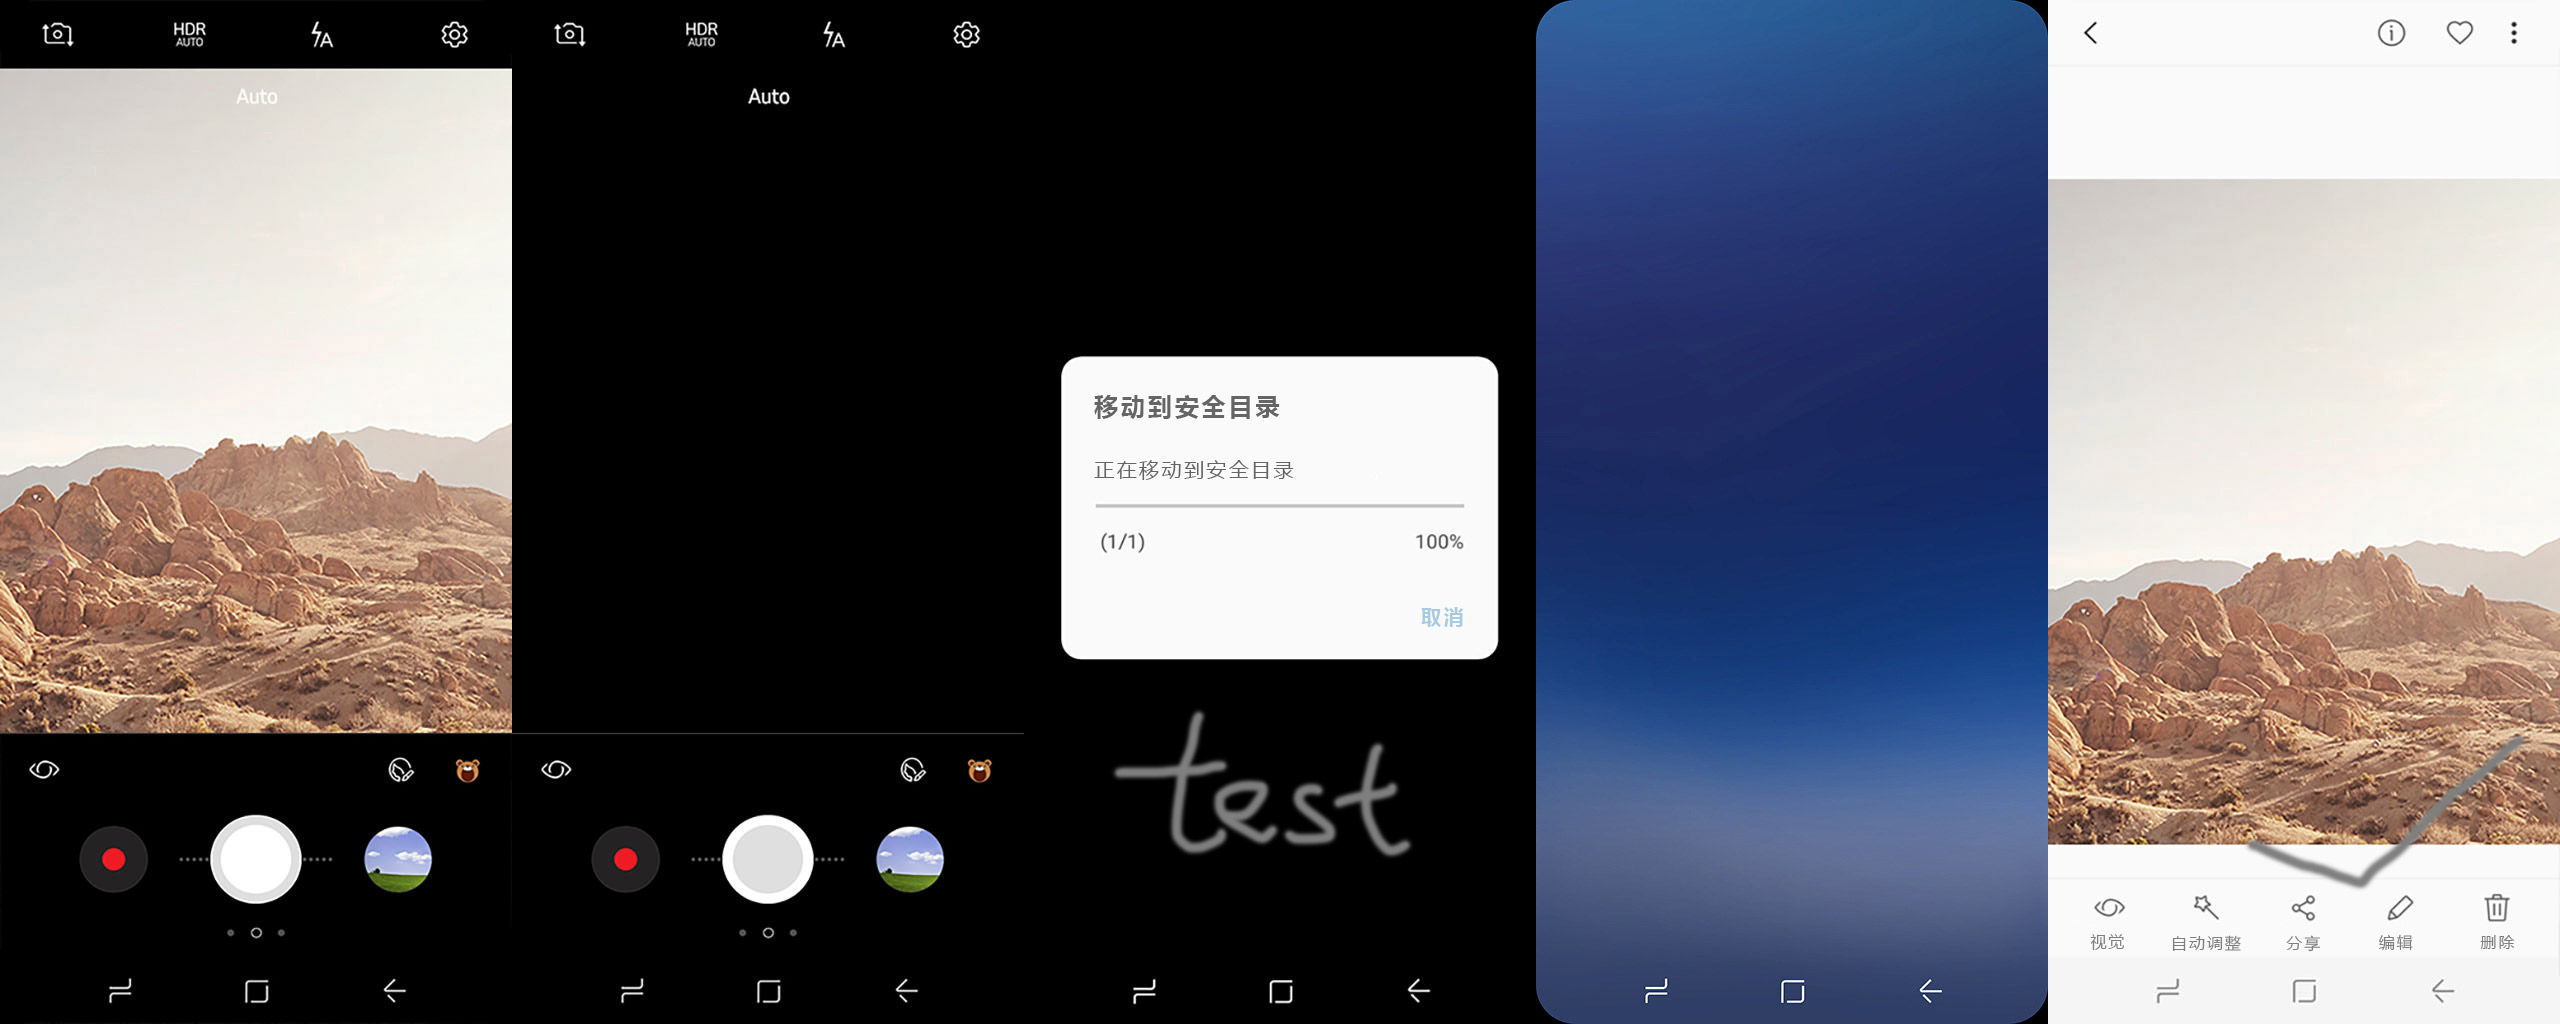 HDR
AUTO
A
Auto
HDR
AUTO
A
Auto
移动到安全目录
正在移动到安全目录
(1/1) 100%
取消
test
视觉 自动调整 分享 编辑 删除